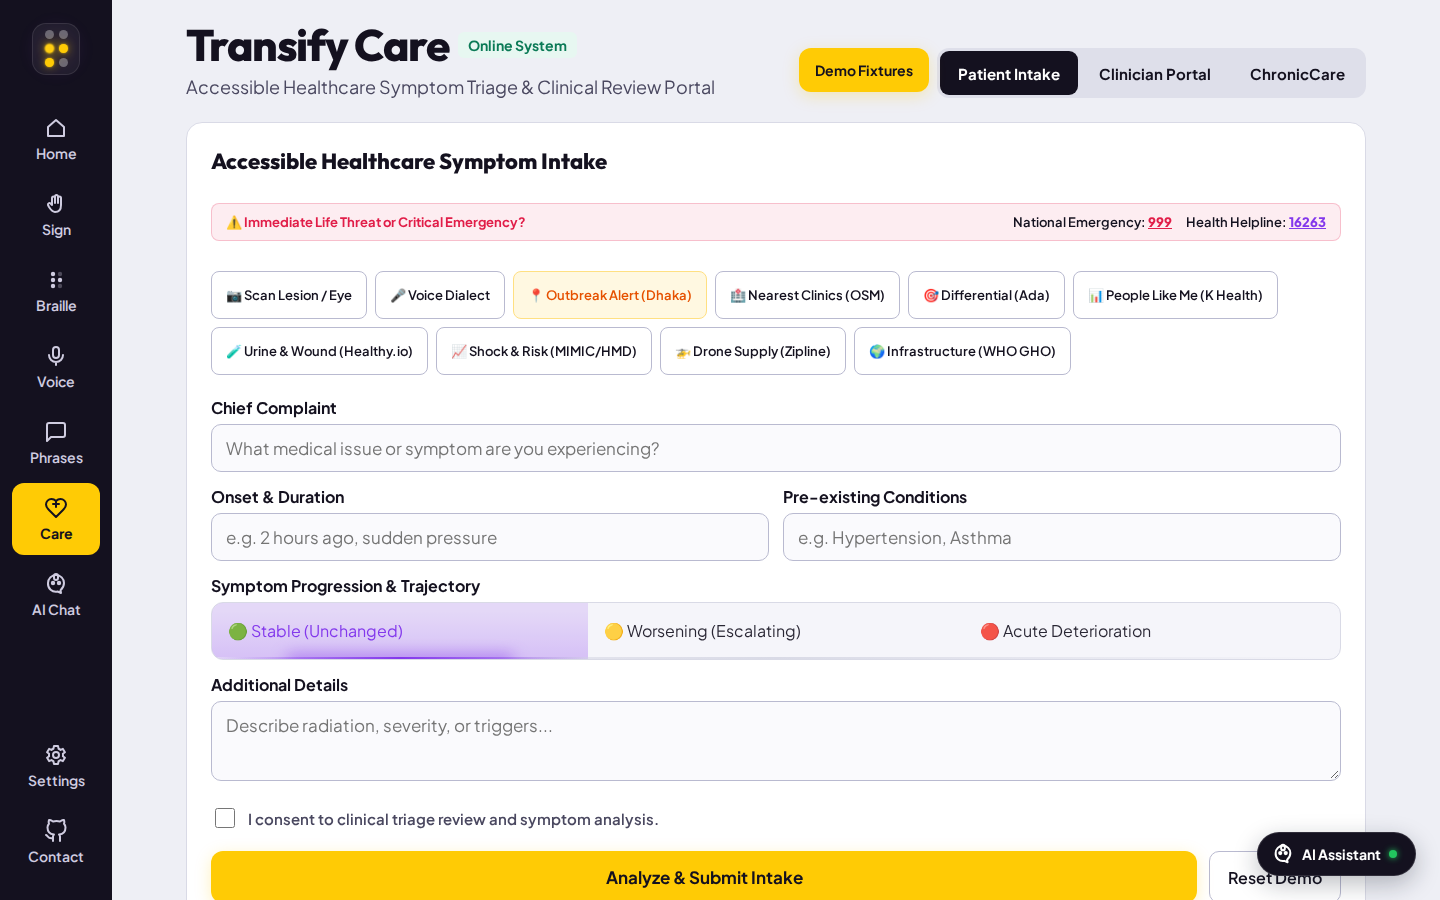 Home
Sign
Braille
Voice
Phrases
Care
AI Chat
Settings
Contact
Transify Care
Online System
Accessible Healthcare Symptom Triage & Clinical Review Portal
Demo Fixtures
Patient Intake
Clinician Portal
ChronicCare
Accessible Healthcare Symptom Intake
⚠️ Immediate Life Threat or Critical Emergency?
National Emergency: 999
Health Helpline: 16263
📷 Scan Lesion / Eye
🎤 Voice Dialect
📍 Outbreak Alert (Dhaka)
🏥 Nearest Clinics (OSM)
🎯 Differential (Ada)
📊 People Like Me (K Health)
🧪 Urine & Wound (Healthy.io)
📈 Shock & Risk (MIMIC/HMD)
🚁 Drone Supply (Zipline)
🌍 Infrastructure (WHO GHO)
Chief Complaint
What medical issue or symptom are you experiencing?
Onset & Duration
e.g. 2 hours ago, sudden pressure
Pre-existing Conditions
e.g. Hypertension, Asthma
Symptom Progression & Trajectory
🟢 Stable (Unchanged)
🟡 Worsening (Escalating)
🔴 Acute Deterioration
Additional Details
Describe radiation, severity, or triggers...
I consent to clinical triage review and symptom analysis.
Analyze & Submit Intake
Reset Demo
AI Assistant